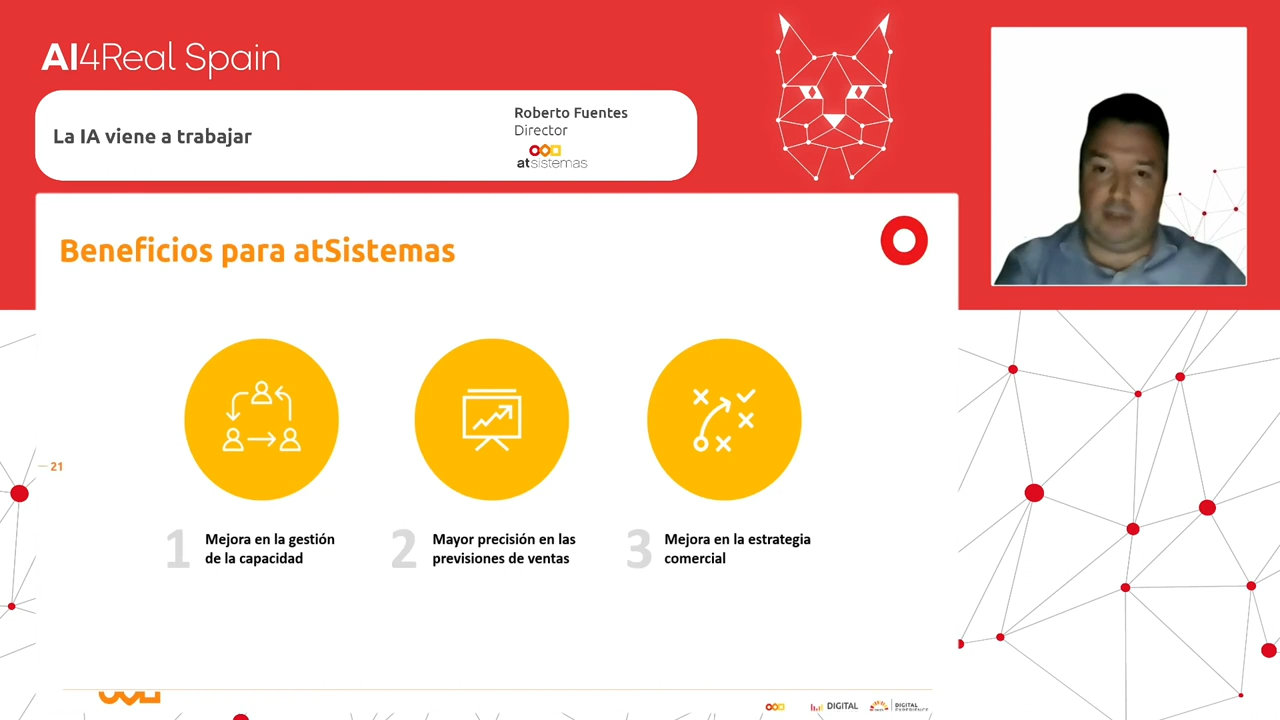 AI4Real Spain
La IA viene a trabajar
Roberto Fuentes
Director
atsistemas
Beneficios para atSistemas
21
1 Mejora en la gestión
de la capacidad
2 Mayor precisión en las
previsiones de ventas
3 Mejora en la estrategia
comercial
DIGITAL
DIGITAL
EXPERIENCE